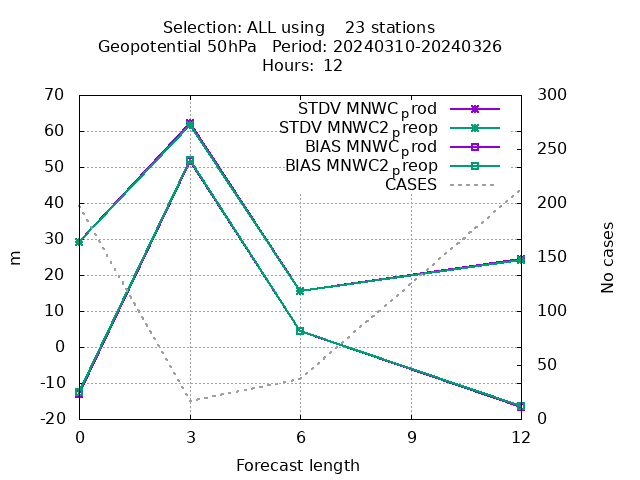 Selection: ALL using    23 stations
Geopotential 50hPa   Period: 20240310-20240326
Hours: 12
70
60
50
40
30
20
10
0
-10
-20
m
300
250
200
150
100
50
0
No cases
STDV MNWC_prod
STDV MNWC2_preop
BIAS MNWC_prod
BIAS MNWC2_preop
CASES
0 3 6 9 12
Forecast length